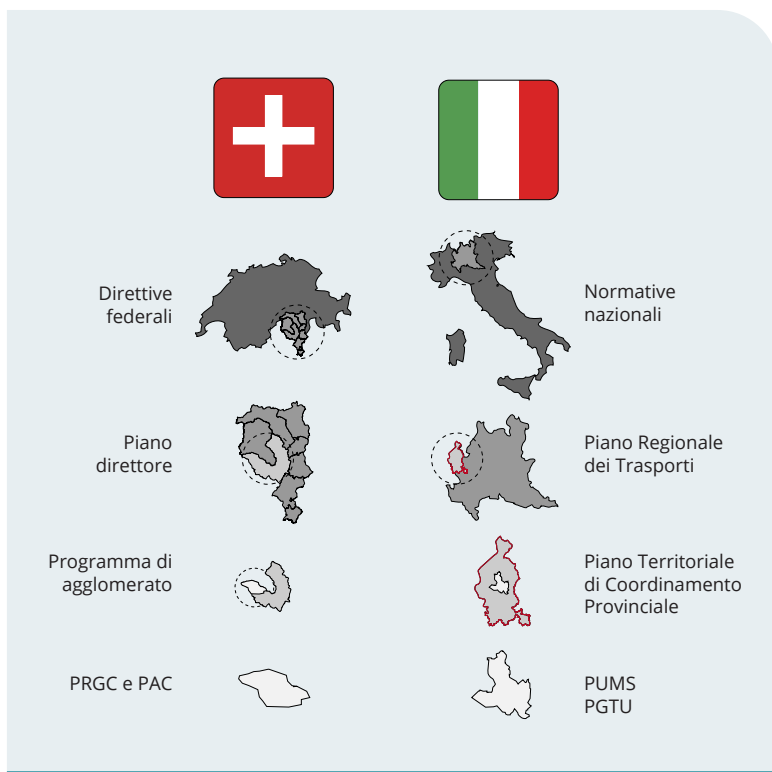 Direttive
federali
Normative
nazionali
Piano
direttore
Piano Regionale
dei Trasporti
Programma di
agglomerato
Piano Territoriale
di Coordinamento
Provinciale
PRGC e PAC
PUMS
PGTU